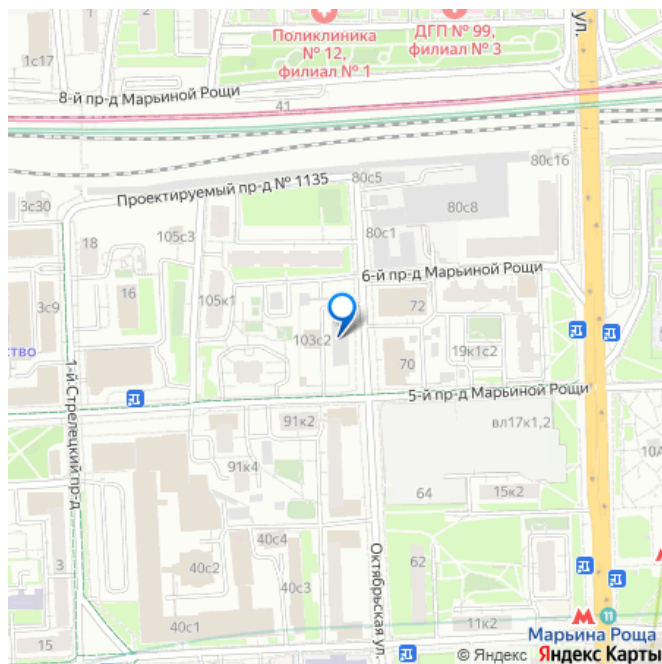 Поликлиника
№ 12,
филиал № 1
ДГП № 99,
филиал № 3
ул.
1с17
8-й пр-д Марьиной Рощи
41
80с16
Проектируемый пр-д № 1135
80с5
3с30
80с8
105с3
80с1
18
6-й пр-д Марьиной Рощи
16
105к1
72
3с9
103с2
ство
70
19к1с2
1-й Стрелецкий пр-д
5-й пр-д Марьиной Рощи
91к2
вл17к1,2
91к4
10А
64
15к2
40с4
Октябрьская ул.
62
3
40с2
40с3
11к2
11
15
40с1
Марьина Роща
© Яндекс Яндекс Карты